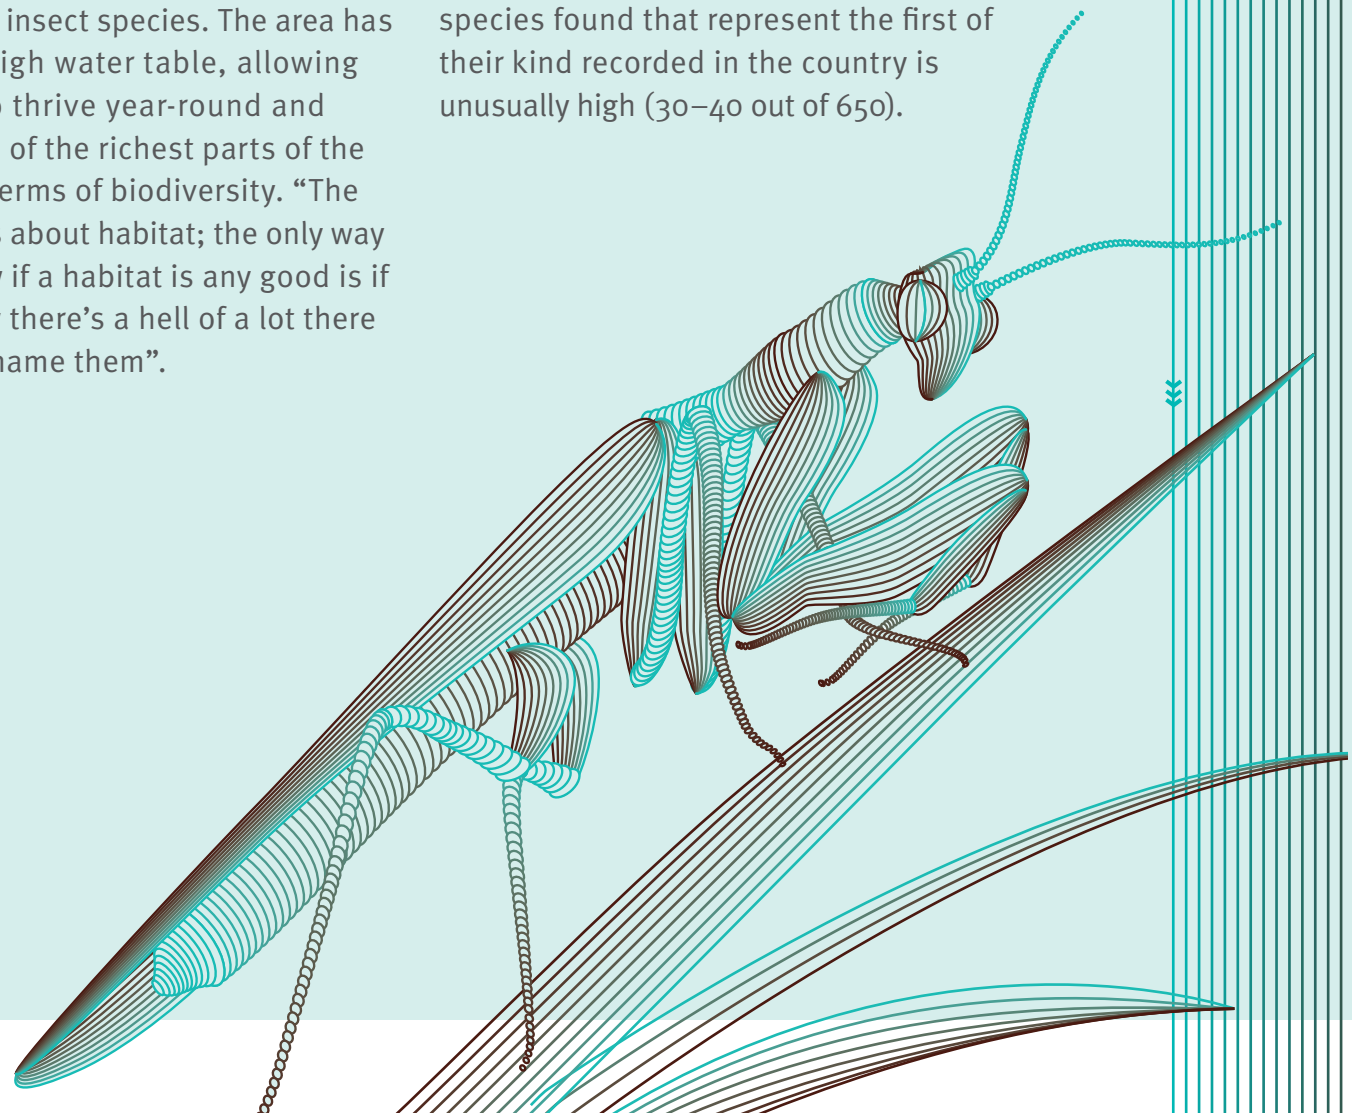 insect species. The area has
igh water table, allowing
thrive year-round and
of the richest parts of the
erms of biodiversity. “The
about habitat; the only way
if a habitat is any good is if
there’s a hell of a lot there
name them”.
species found that represent the first of
their kind recorded in the country is
unusually high (30–40 out of 650).